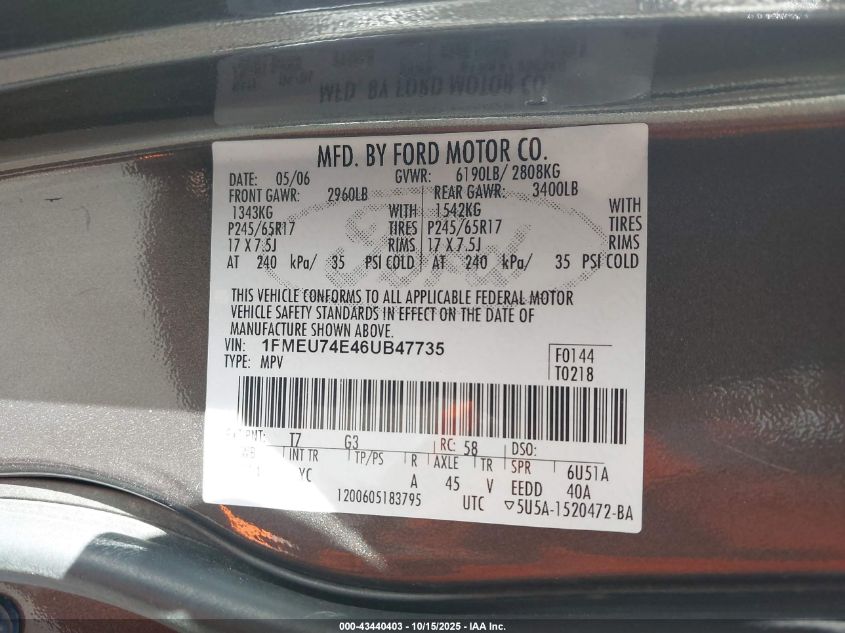 MFD. BY FORD MOTOR CO.
MFD. BY FORD MOTOR CO.
DATE: 05/06 GVWR: 6190LB/ 2808KG
FRONT GAWR: 2960LB REAR GAWR: 3400LB
1343KG WITH 1542KG WITH
P245/65R17 TIRES P245/65R17 TIRES
17 X 7.5J RIMS 17 X 7.5J RIMS
AT 240 kPa/ 35 PSI COLD AT 240 kPa/ 35 PSI COLD
THIS VEHICLE CONFORMS TO ALL APPLICABLE FEDERAL MOTOR
VEHICLE SAFETY STANDARDS IN EFFECT ON THE DATE OF
MANUFACTURE SHOWN ABOVE.
VIN: 1FMEU74E46UB47735
TYPE: MPV
F0144
T0218
T7 G3 RC: 58 DSO:
INT TR TP/PS R AXLE TR SPR 6U51A
YC A 45 V EEDD 40A
1200605183795 UTC ▽5U5A-1520472-BA
000-43440403 - 10/15/2025 - IAA Inc.